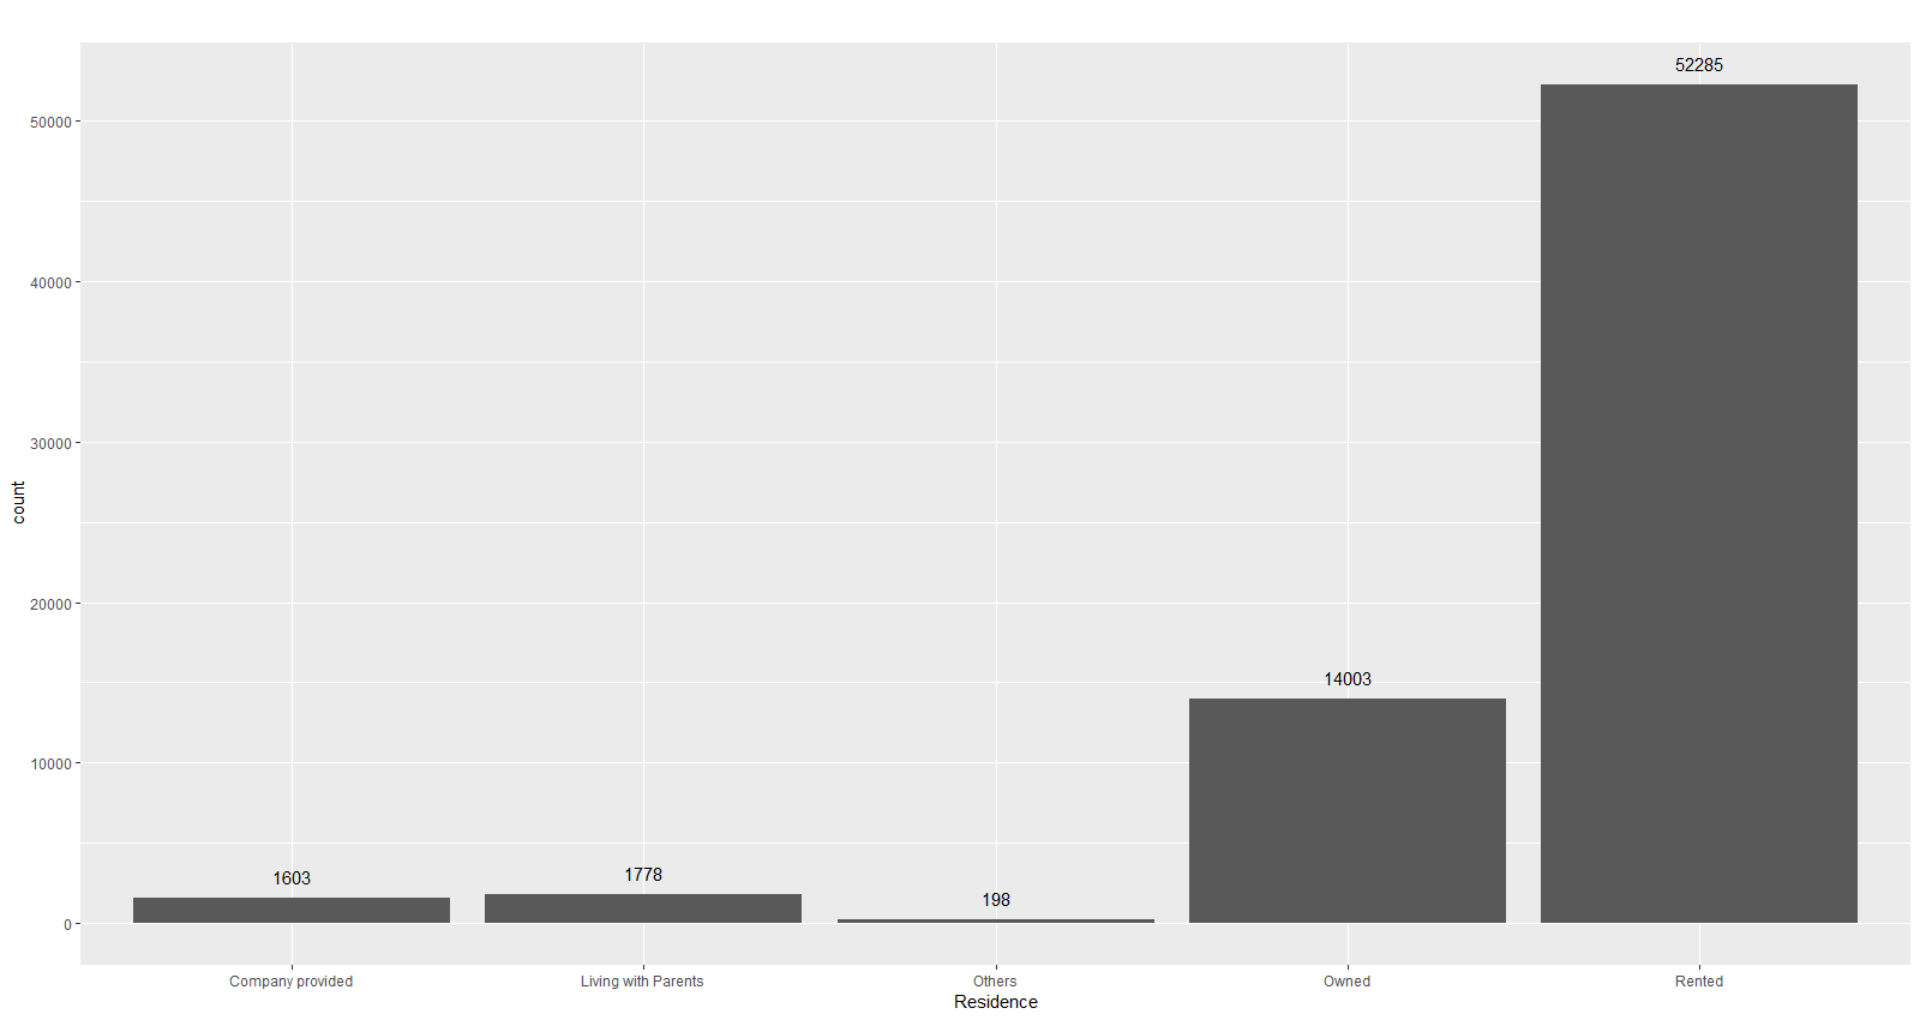 52285
50000
40000
30000
count
20000
14003
10000
1603
1778
198
0
Company provided
Living with Parents
Others
Owned
Rented
Residence